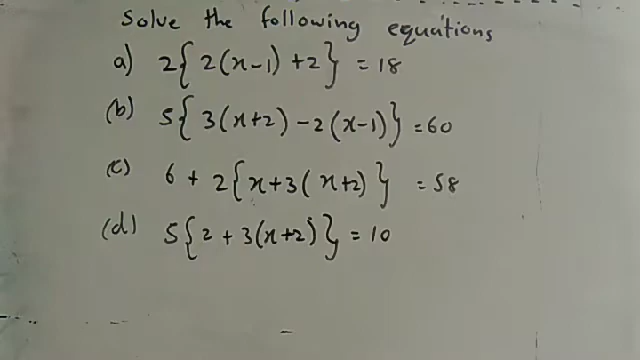 Solve the following equations
a) 2{2(x-1)+2} = 18
(b) 5{3(x+2)-2(x-1)} = 60
(c) 6 + 2{x+3(x+2)} = 58
(d) 5{2+3(x+2)} = 10